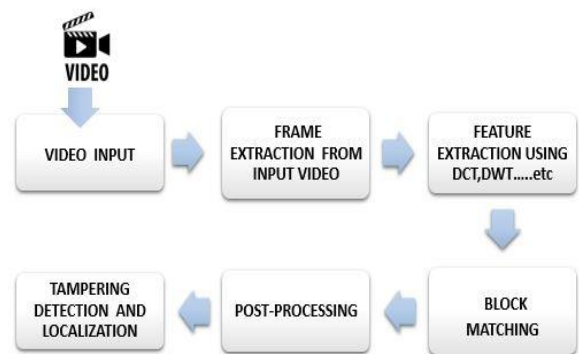 VIDEO
VIDEO INPUT
FRAME
EXTRACTION FROM
INPUT VIDEO
FEATURE
EXTRACTION USING
DCT,DWT.....etc
BLOCK
MATCHING
POST-PROCESSING
TAMPERING
DETECTION AND
LOCALIZATION